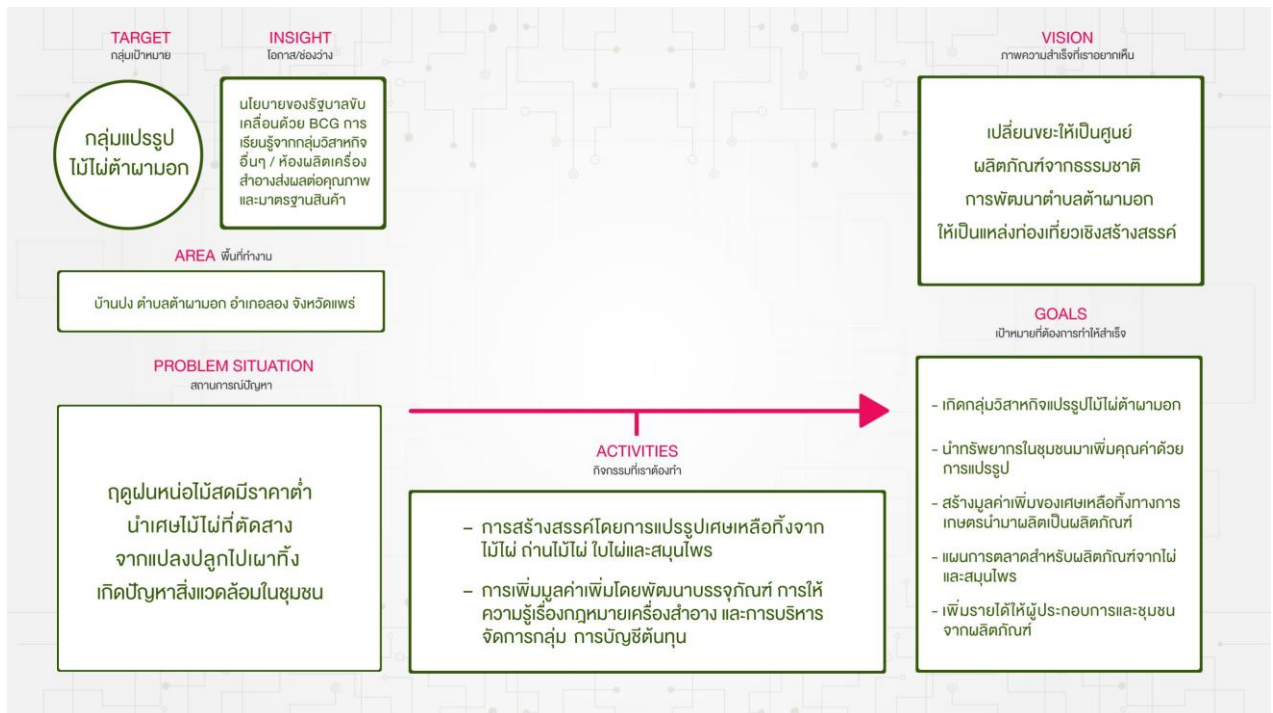 TARGET
กลุ่มเป้าหมาย
กลุ่มแปรรูป
ไม้ไผ่ต้าผามอก
INSIGHT
โอกาส/ช่องว่าง
นโยบายของรัฐบาลขับ
เคลื่อนด้วย BCG การ
เรียนรู้จากกลุ่มวิสาหกิจ
อื่นๆ / ห้องผลิตเครื่อง
สำอางส่งผลต่อคุณภาพ
และมาตรฐานสินค้า
AREA พื้นที่ทำงาน
บ้านปง ตำบลต้าผามอก อำเภอลอง จังหวัดแพร่
PROBLEM SITUATION
สถานการณ์ปัญหา
ฤดูฝนหน่อไม้สดมีราคาต่ำ
นำเศษไม้ไผ่ที่ตัดสาง
จากแปลงปลูกไปเผาทิ้ง
เกิดปัญหาสิ่งแวดล้อมในชุมชน
ACTIVITIES
กิจกรรมที่เราต้องทำ
– การสร้างสรรค์โดยการแปรรูปเศษเหลือทิ้งจาก
ไม้ไผ่ ถ่านไม้ไผ่ ใบไผ่และสมุนไพร
– การเพิ่มมูลค่าเพิ่มโดยพัฒนาบรรจุภัณฑ์ การให้
ความรู้เรื่องกฎหมายเครื่องสำอาง และการบริหาร
จัดการกลุ่ม การบัญชีต้นทุน
VISION
ภาพความสำเร็จที่เราอยากเห็น
เปลี่ยนขยะให้เป็นศูนย์
ผลิตภัณฑ์จากธรรมชาติ
การพัฒนาตำบลต้าผามอก
ให้เป็นแหล่งท่องเที่ยวเชิงสร้างสรรค์
GOALS
เป้าหมายที่ต้องการทำให้สำเร็จ
- เกิดกลุ่มวิสาหกิจแปรรูปไม้ไผ่ต้าผามอก
- นำทรัพยากรในชุมชนมาเพิ่มคุณค่าด้วย
การแปรรูป
- สร้างมูลค่าเพิ่มของเศษเหลือทิ้งทางการ
เกษตรนำมาผลิตเป็นผลิตภัณฑ์
- แผนการตลาดสำหรับผลิตภัณฑ์จากไผ่
และสมุนไพร
- เพิ่มรายได้ให้ผู้ประกอบการและชุมชน
จากผลิตภัณฑ์